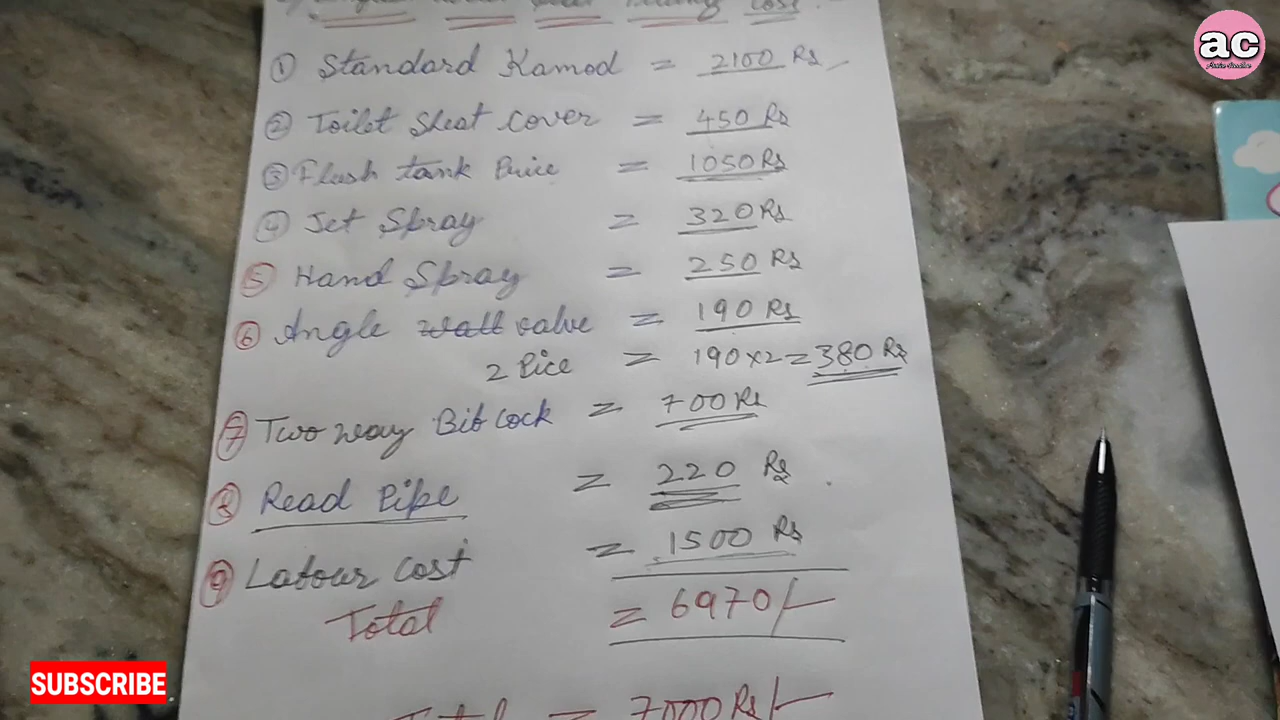 cost
① Standard Kamod = 2100 Rs
② Toilet Sheat Cover = 450 Rs
③ Flush tank Price = 1050 Rs
④ Jet Spray = 320 Rs
⑤ Hand Spray = 250 Rs
⑥ Angle wall valve = 190 Rs
2 Pice = 190x2 = 380 Rs
⑦ Two way Bib cock = 700 Rs
⑧ Read Pipe = 220 Rs
⑨ Labour cost = 1500 Rs
Total = 6970/-
Total = 7000 Rs/-
ac
SUBSCRIBE